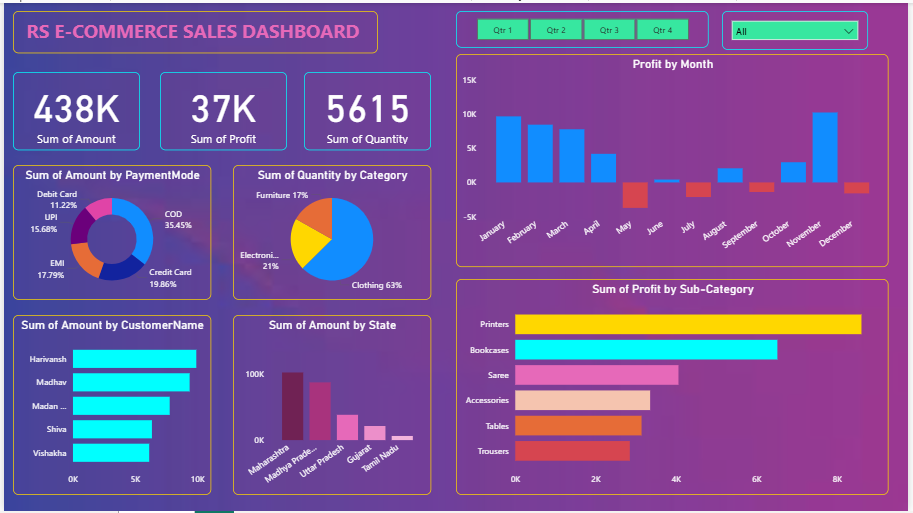 RS E-COMMERCE SALES DASHBOARD
Qtr 1
Qtr 2
Qtr 3
Qtr 4
All
438K
Sum of Amount
37K
Sum of Profit
5615
Sum of Quantity
Profit by Month
15K
10K
5K
0K
-5K
January
February
March
April
May
June
July
August
September
October
November
December
Sum of Amount by PaymentMode
Debit Card
11.22%
UPI
15.68%
EMI
17.79%
COD
35.45%
Credit Card
19.86%
Sum of Quantity by Category
Furniture 17%
Electroni...
21%
Clothing 63%
Sum of Profit by Sub-Category
Printers
Bookcases
Saree
Accessories
Tables
Trousers
0K
2K
4K
6K
8K
Sum of Amount by CustomerName
Harivansh
Madhav
Madan ...
Shiva
Vishakha
0K
5K
10K
Sum of Amount by State
100K
0K
Maharashtra
Madhya Prade...
Uttar Pradesh
Gujarat
Tamil Nadu